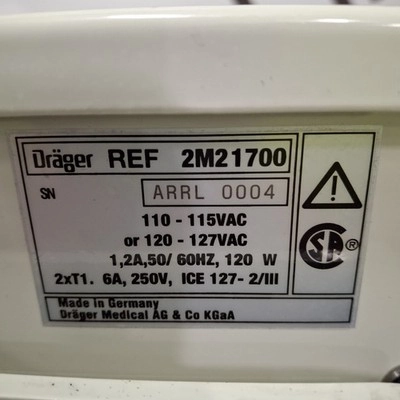 Dräger REF 2M21700
SN ARRL 0004
110 - 115VAC
or 120 - 127VAC
1,2A,50/ 60HZ, 120 W
2xT1. 6A, 250V, ICE 127- 2/III
!
SA ®
Made in Germany
Dräger Medical AG & Co KGaA